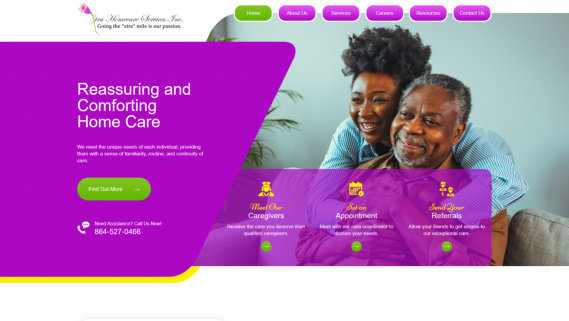 tra Homecare Services Inc.
Going the "xtra" mile is our passion.
Home
About Us
Services
Careers
Resources
Contact Us
Reassuring and
Comforting
Home Care
We meet the unique needs of each individual, providing
them with a sense of familiarity, routine, and continuity of
care.
Find Out More
Need Assistance? Call Us Now!
864-527-0466
Meet Our
Caregivers
Receive the care you deserve from
qualified caregivers.
Set an
Appointment
Meet with our care coordinator to
discuss your needs.
Send Your
Referrals
Allow your friends to get access to
our exceptional care.